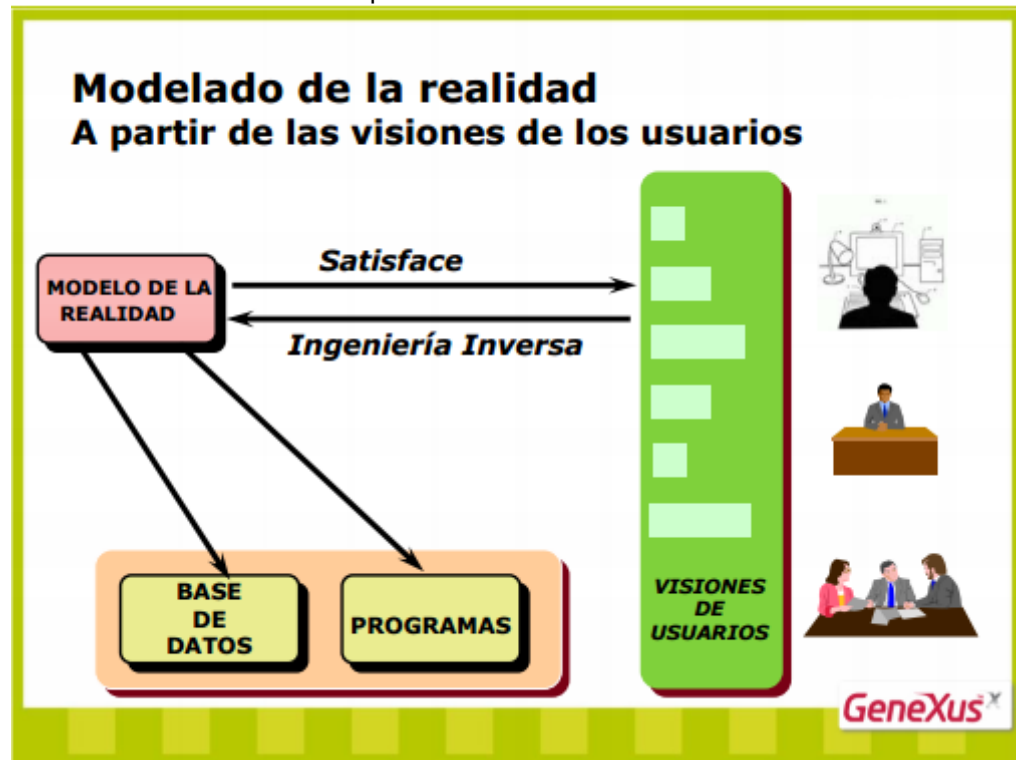 Modelado de la realidad
A partir de las visiones de los usuarios
Satisface
MODELO DE LA
REALIDAD
Ingeniería Inversa
BASE
DE
DATOS
PROGRAMAS
VISIONES
DE
USUARIOS
GeneXus X